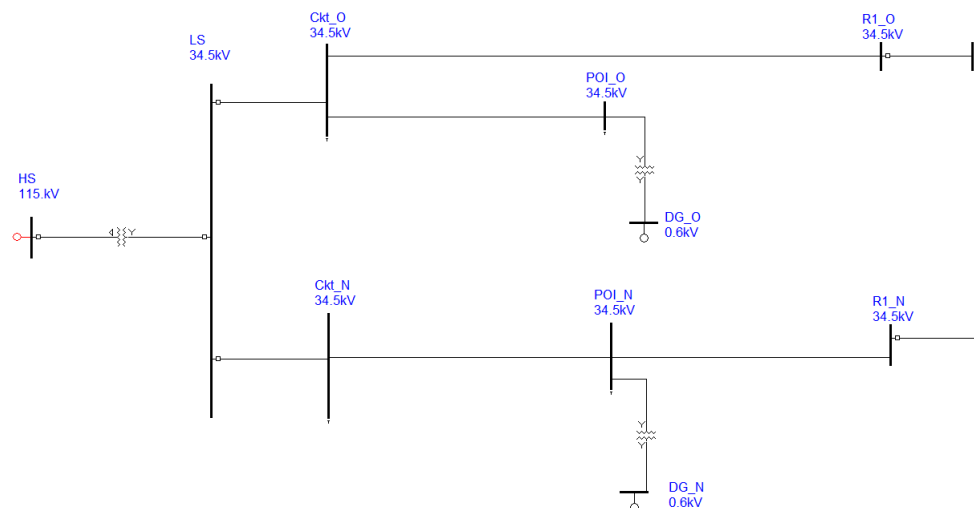 Ckt_O
34.5kV
R1_O
34.5kV
LS
34.5kV
POI_O
34.5kV
HS
115.kV
DG_O
0.6kV
Ckt_N
34.5kV
POI_N
34.5kV
R1_N
34.5kV
DG_N
0.6kV